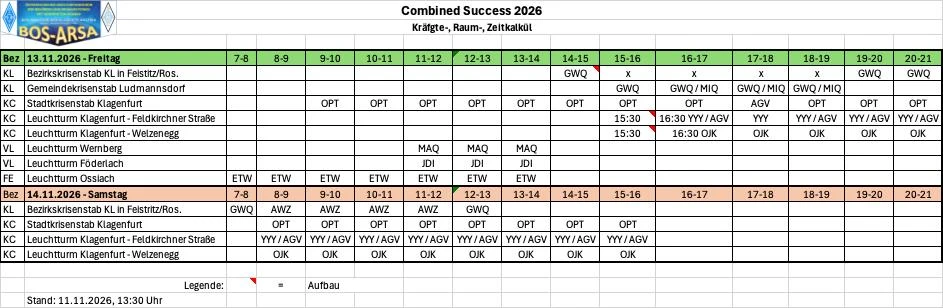 Combined Success 2026
Kräfgte-, Raum-, Zeitkalkül
BOS-ARSA
Bez 13.11.2026 - Freitag 7-8 8-9 9-10 10-11 11-12 12-13 13-14 14-15 15-16 16-17 17-18 18-19 19-20 20-21
KL Bezirkskrisenstab KL in Feistitz/Ros. GWQ x x x x GWQ GWQ
KL Gemeindekrisenstab Ludmannsdorf GWQ GWQ / MIQ GWQ / MIQ GWQ / MIQ
KC Stadtkrisenstab Klagenfurt OPT OPT OPT OPT OPT OPT OPT OPT AGV OPT OPT OPT
KC Leuchtturm Klagenfurt - Feldkirchner Straße 15:30 16:30 YYY / AGV YYY YYY / AGV YYY / AGV YYY / AGV
KC Leuchtturm Klagenfurt - Welzenegg 15:30 16:30 OJK OJK OJK OJK OJK
VL Leuchtturm Wernberg MAQ MAQ MAQ
VL Leuchtturm Föderlach JDI JDI JDI
FE Leuchtturm Ossiach ETW ETW ETW ETW ETW ETW ETW
Bez 14.11.2026 - Samstag 7-8 8-9 9-10 10-11 11-12 12-13 13-14 14-15 15-16 16-17 17-18 18-19 19-20 20-21
KL Bezirkskrisenstab KL in Feistritz/Ros. GWQ AWZ AWZ AWZ AWZ GWQ
KC Stadtkrisenstab Klagenfurt OPT OPT OPT OPT OPT OPT OPT OPT
KC Leuchtturm Klagenfurt - Feldkirchner Straße YYY / AGV YYY / AGV YYY / AGV YYY / AGV YYY / AGV YYY / AGV YYY / AGV YYY / AGV
KC Leuchtturm Klagenfurt - Welzenegg OJK OJK OJK OJK OJK OJK OJK OJK
Legende: = Aufbau
Stand: 11.11.2026, 13:30 Uhr